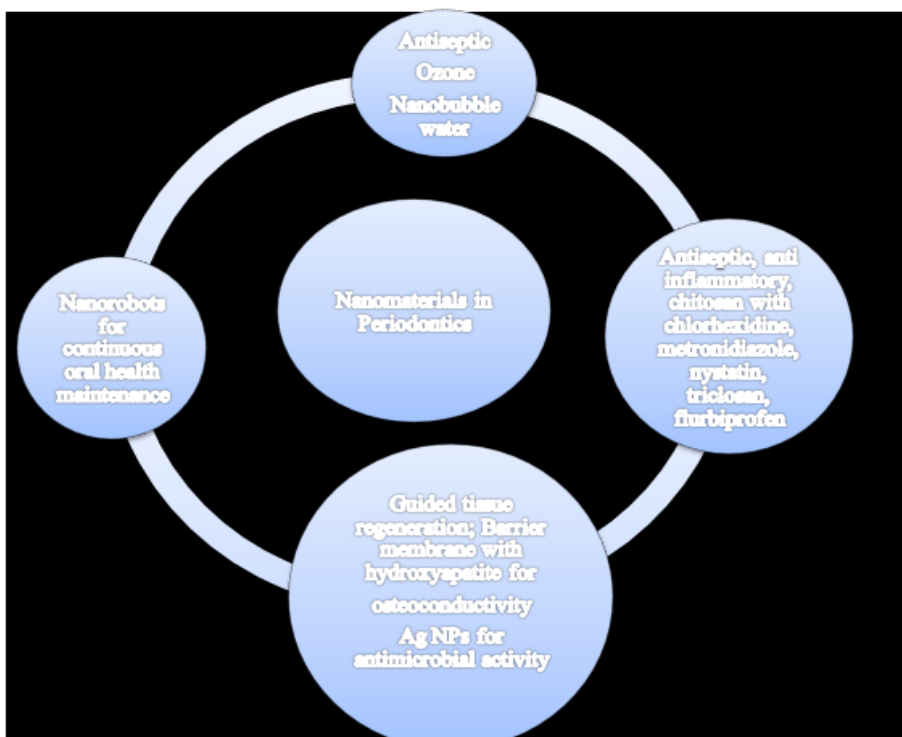 Antiseptic
Ozone
Nanobubble
water
Nanomaterials in
Periodontics
Antiseptic, anti
inflammatory,
chitosan with
chlorhexidine,
metronidiazole,
nystatin,
triclosan,
flurbiprofen
Guided tissue
regeneration; Barrier
membrane with
hydroxyapatite for
osteoconductivity
Ag NPs for
antimicrobial activity
Nanorobots
for
continuous
oral health
maintenance